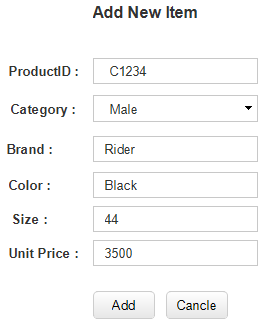 Add New Item
ProductID : C1234
Category : Male
Brand : Rider
Color : Black
Size : 44
Unit Price : 3500
Add Cancle